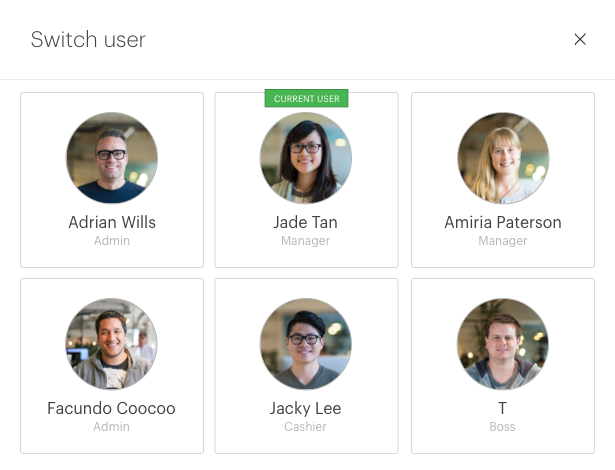 Switch user
CURRENT USER
Adrian Wills
Admin
Jade Tan
Manager
Amiria Paterson
Manager
Facundo Coocoo
Admin
Jacky Lee
Cashier
T
Boss